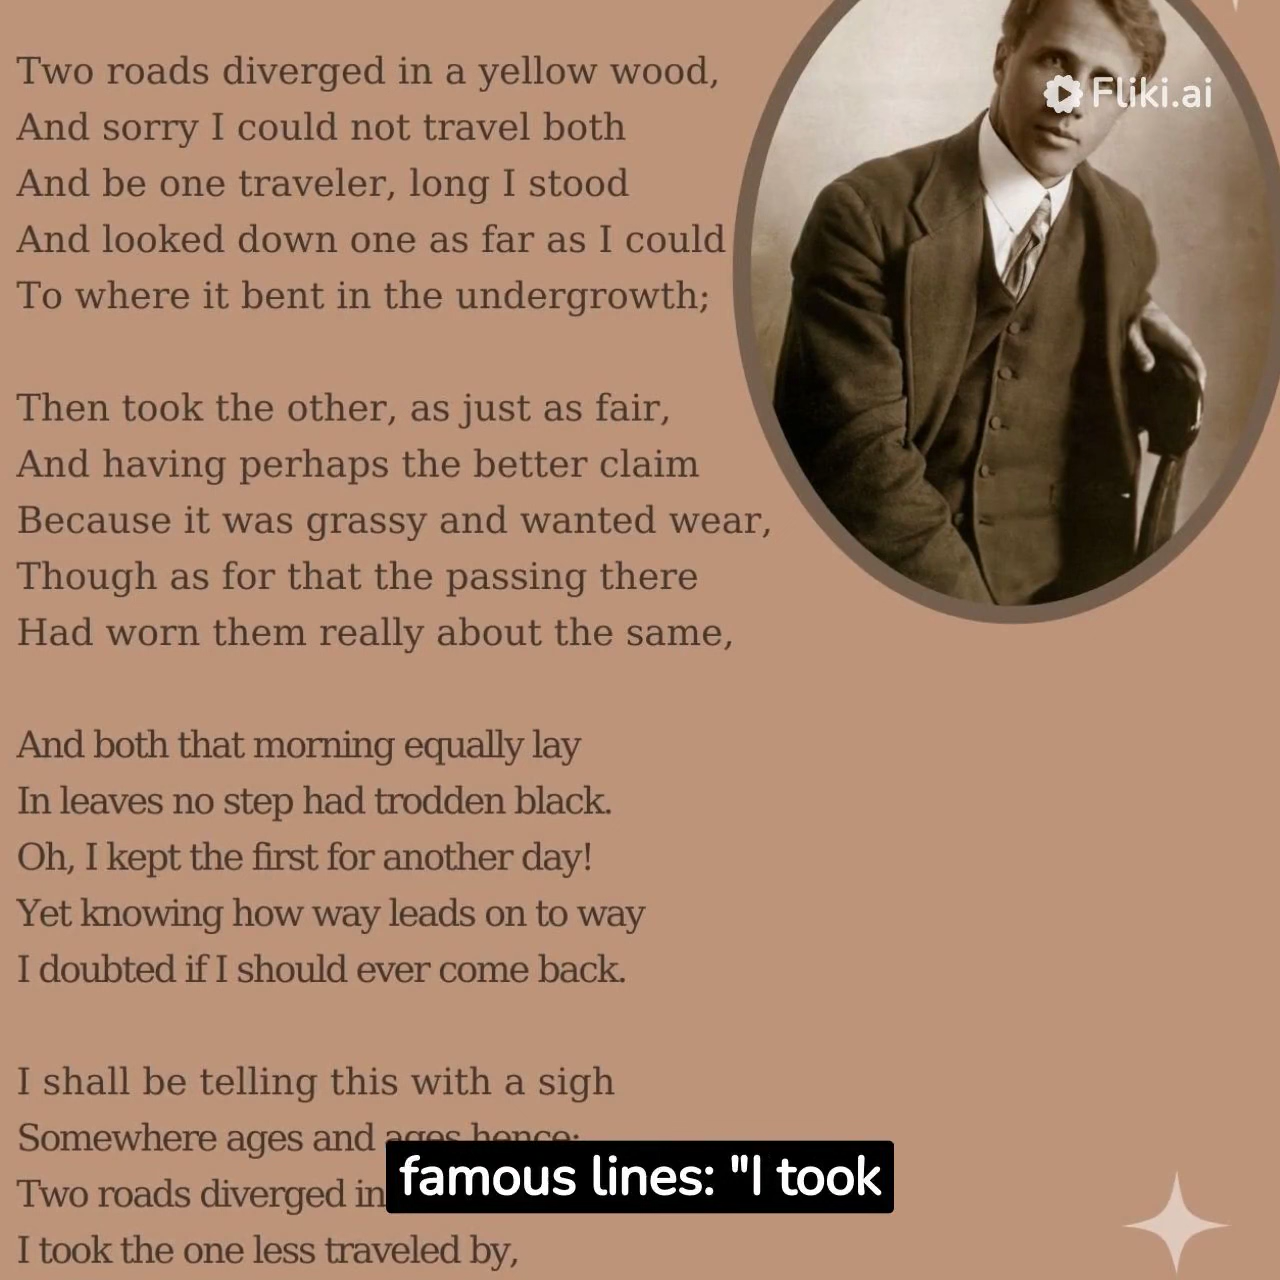 Two roads diverged in a yellow wood,
And sorry I could not travel both
And be one traveler, long I stood
And looked down one as far as I could
To where it bent in the undergrowth;
Then took the other, as just as fair,
And having perhaps the better claim
Because it was grassy and wanted wear,
Though as for that the passing there
Had worn them really about the same,
And both that morning equally lay
In leaves no step had trodden black.
Oh, I kept the first for another day!
Yet knowing how way leads on to way
I doubted if I should ever come back.
I shall be telling this with a sigh
Somewhere ages and ages hence:
Two roads diverged in
I took the one less traveled by,
famous lines: "I took
Fliki.ai